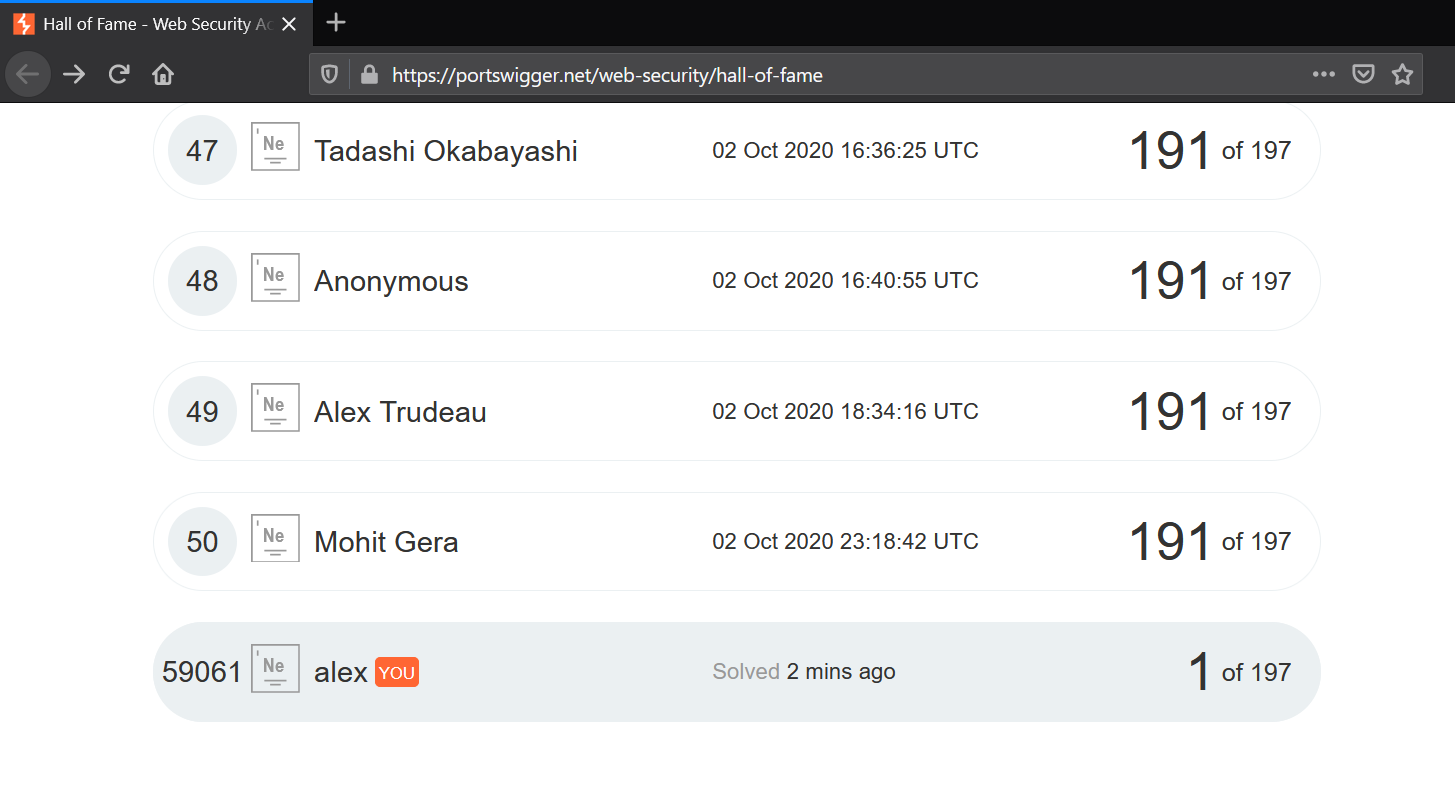 Hall of Fame - Web Security Ac
https://portswigger.net/web-security/hall-of-fame
47 Ne Tadashi Okabayashi 02 Oct 2020 16:36:25 UTC 191 of 197
48 Ne Anonymous 02 Oct 2020 16:40:55 UTC 191 of 197
49 Ne Alex Trudeau 02 Oct 2020 18:34:16 UTC 191 of 197
50 Ne Mohit Gera 02 Oct 2020 23:18:42 UTC 191 of 197
59061 Ne alex YOU Solved 2 mins ago 1 of 197